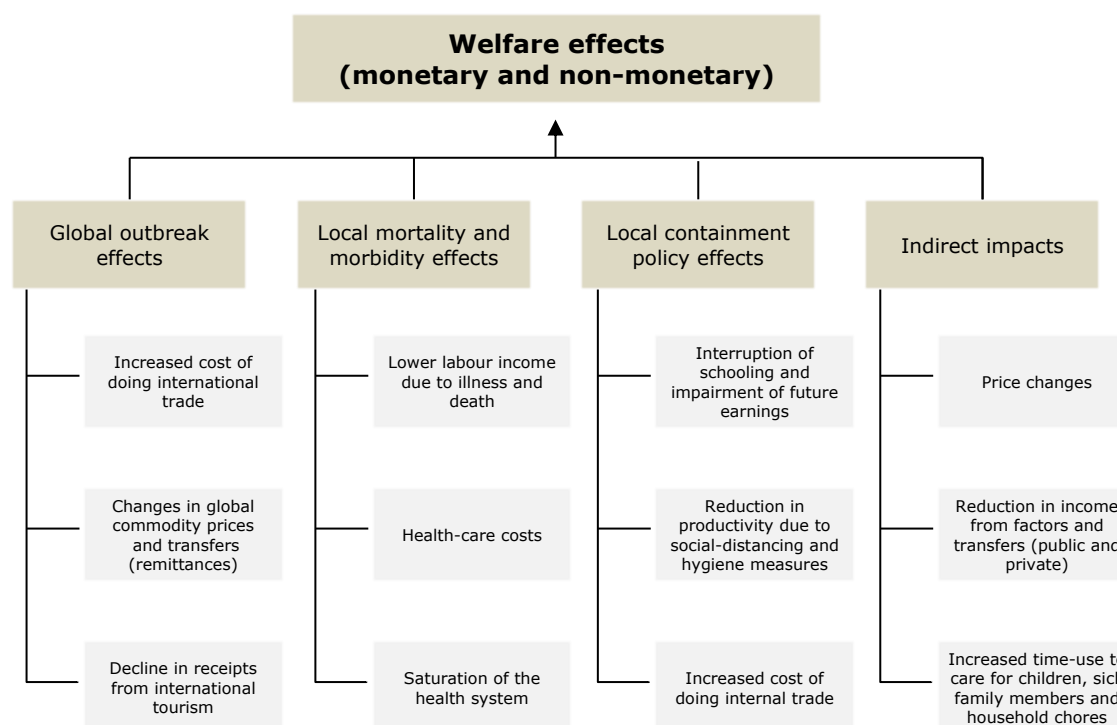 Welfare effects
(monetary and non-monetary)
Global outbreak
effects
Local mortality and
morbidity effects
Local containment
policy effects
Indirect impacts
Increased cost of
doing international
trade
Lower labour income
due to illness and
death
Interruption of
schooling and
impairment of future
earnings
Price changes
Changes in global
commodity prices
and transfers
(remittances)
Health-care costs
Reduction in
productivity due to
social-distancing and
hygiene measures
Reduction in income
from factors and
transfers (public and
private)
Decline in receipts
from international
tourism
Saturation of the
health system
Increased cost of
doing internal trade
Increased time-use to
care for children, sick
family members and
household chores